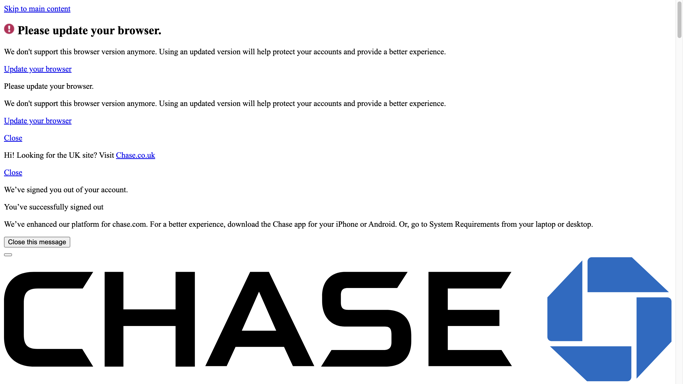 Skip to main content
Please update your browser.
We don't support this browser version anymore. Using an updated version will help protect your accounts and provide a better experience.
Update your browser
Please update your browser.
We don't support this browser version anymore. Using an updated version will help protect your accounts and provide a better experience.
Update your browser
Close
Hi! Looking for the UK site? Visit Chase.co.uk
Close
We’ve signed you out of your account.
You’ve successfully signed out
We’ve enhanced our platform for chase.com. For a better experience, download the Chase app for your iPhone or Android. Or, go to System Requirements from your laptop or desktop.
Close this message
CHASE